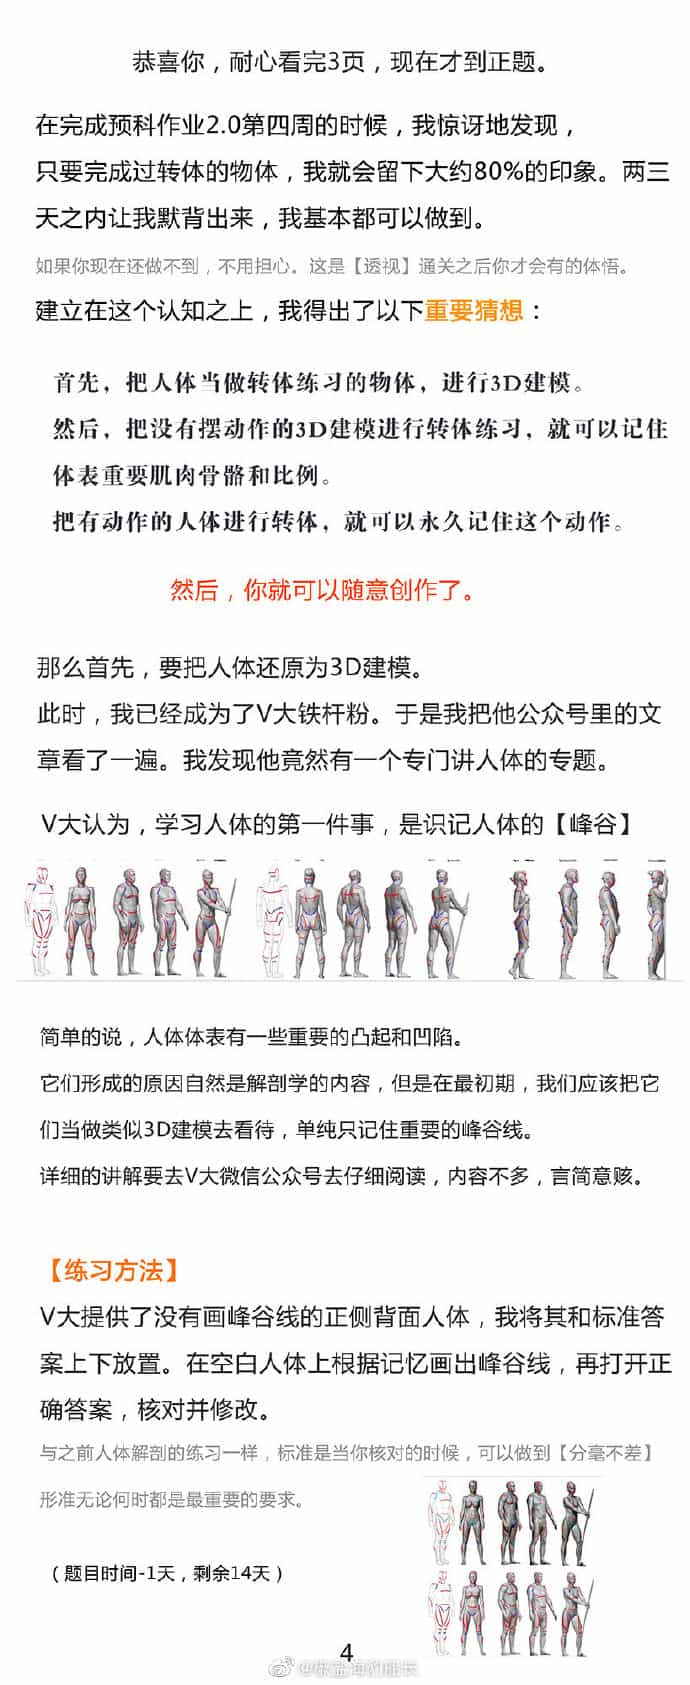 恭喜你，耐心看完3页，现在才到正题。
在完成预科作业2.0第四周的时候，我惊讶地发现，
只要完成过转体的物体，我就会留下大约80%的印象。两三
天之内让我默背出来，我基本都可以做到。
如果你现在还做不到，不用担心。这是【透视】通关之后你才会有的体悟。
建立在这个认知之上，我得出了以下重要猜想：
首先，把人体当做转体练习的物体，进行3D建模。
然后，把没有摆动作的3D建模进行转体练习，就可以记住
体表重要肌肉骨骼和比例。
把有动作的人体进行转体，就可以永久记住这个动作。
然后，你就可以随意创作了。
那么首先，要把人体还原为3D建模。
此时，我已经成为了V大铁杆粉。于是我把他公众号里的文
章看了一遍。我发现他竟然有一个专门讲人体的专题。
V大认为，学习人体的第一件事，是识记人体的【峰谷】
简单的说，人体体表有一些重要的凸起和凹陷。
它们形成的原因自然是解剖学的内容，但是在最初期，我们应该把它
们当做类似3D建模去看待，单纯只记住重要的峰谷线。
详细的讲解要去V大微信公众号去仔细阅读，内容不多，言简意赅。
【练习方法】
V大提供了没有画峰谷线的正侧背面人体，我将其和标准答
案上下放置。在空白人体上根据记忆画出峰谷线，再打开正
确答案，核对并修改。
与之前人体解剖的练习一样，标准是当你核对的时候，可以做到【分毫不差】
形准无论何时都是最重要的要求。
（题目时间-1天，剩余14天）
4